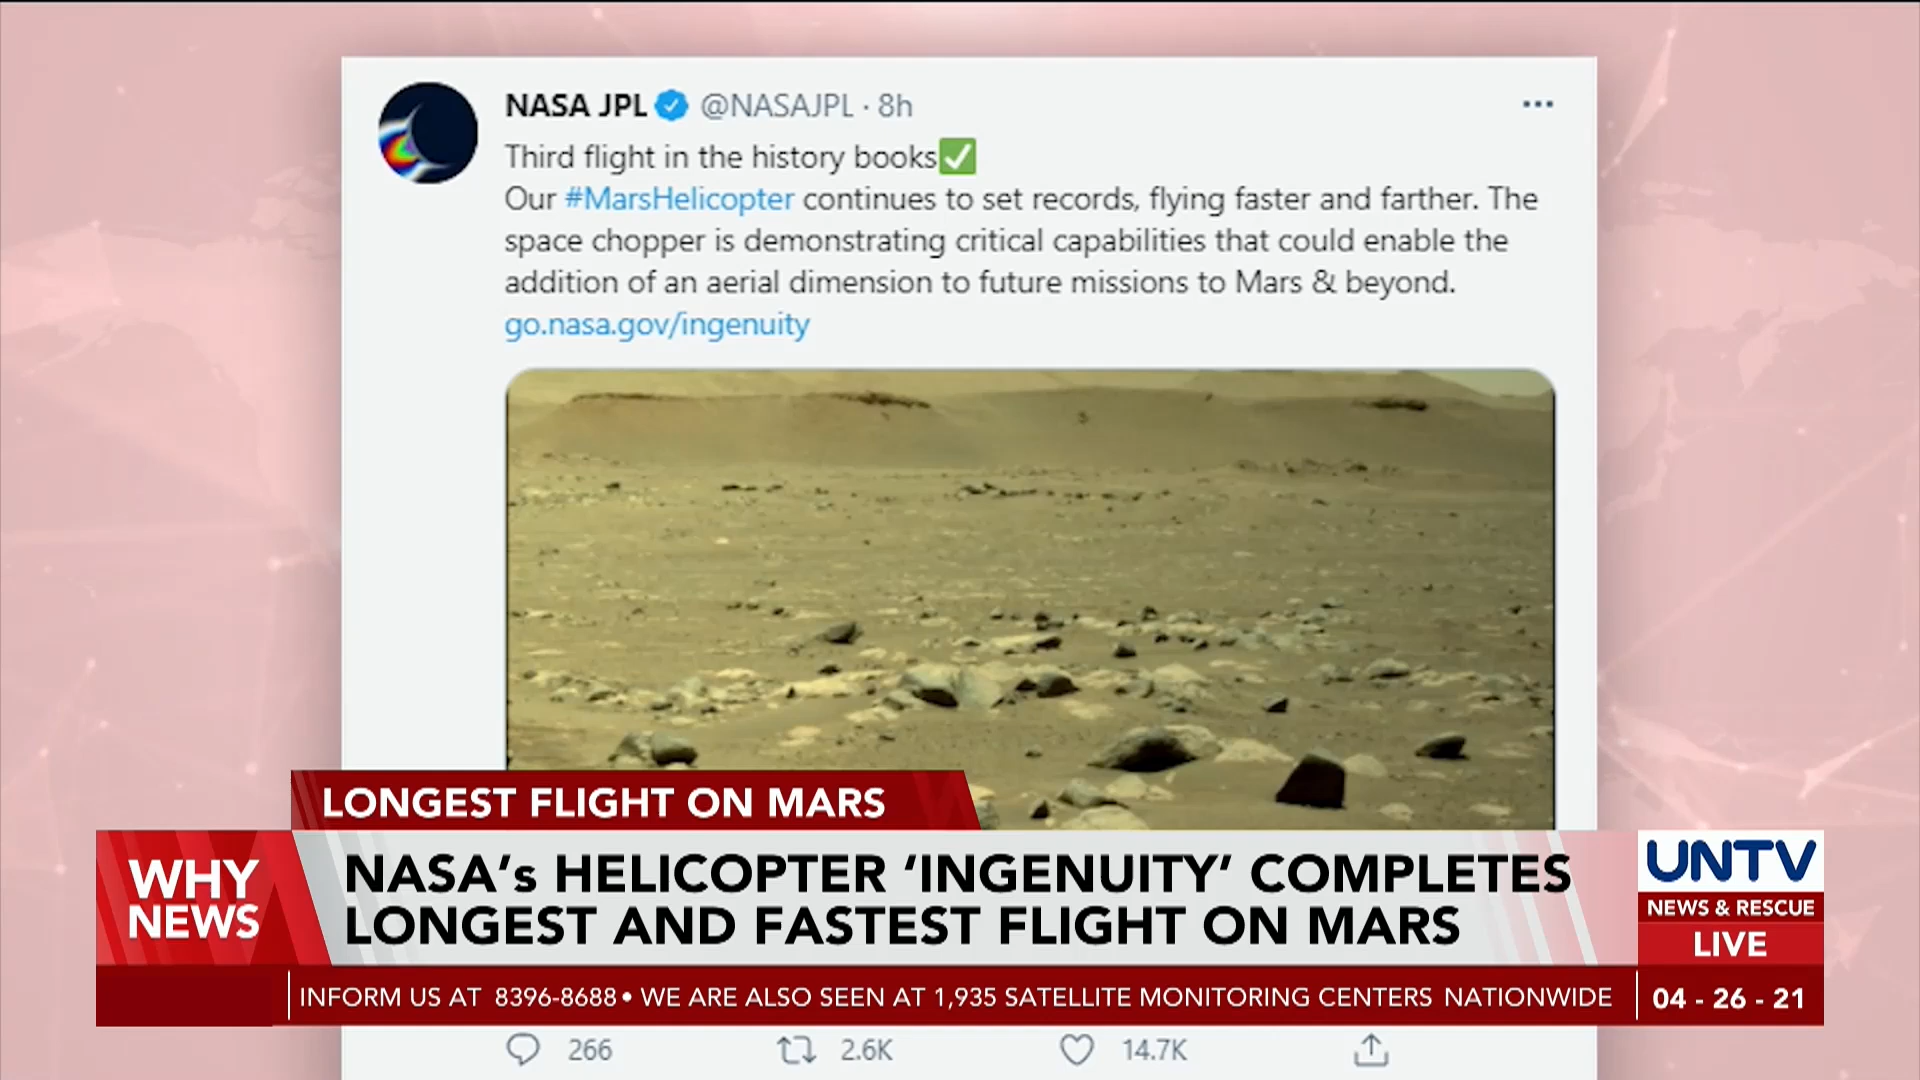 NASA JPL @NASAJPL · 8h
Third flight in the history books✅
Our #MarsHelicopter continues to set records, flying faster and farther. The
space chopper is demonstrating critical capabilities that could enable the
addition of an aerial dimension to future missions to Mars & beyond.
go.nasa.gov/ingenuity
LONGEST FLIGHT ON MARS
WHY
NEWS
NASA‘s HELICOPTER ‘INGENUITY’ COMPLETES
LONGEST AND FASTEST FLIGHT ON MARS
UNTV
NEWS & RESCUE
LIVE
INFORM US AT 8396-8688 • WE ARE ALSO SEEN AT 1,935 SATELLITE MONITORING CENTERS NATIONWIDE
04 - 26 - 21
266 2.6K 14.7K